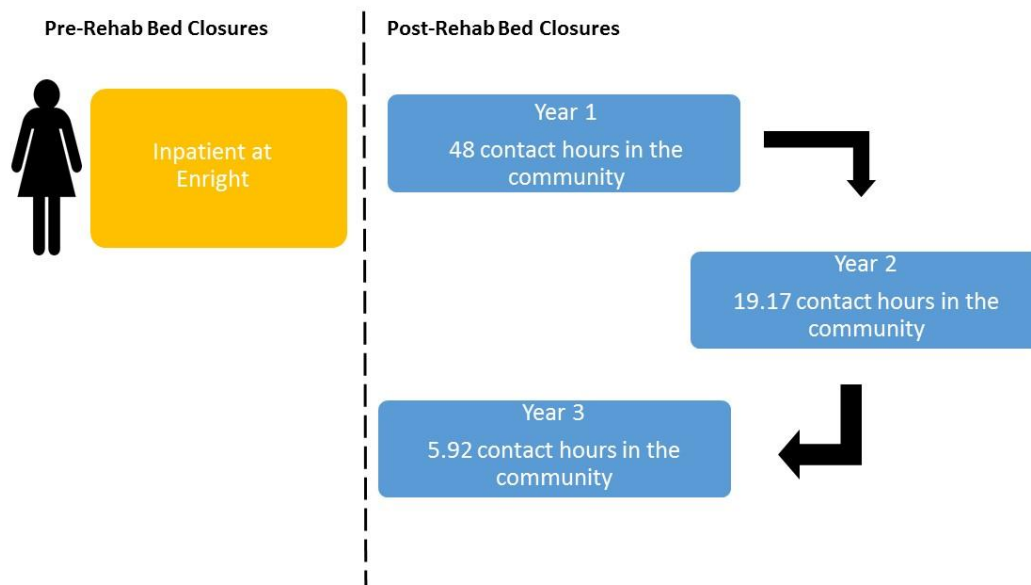 Pre-Rehab Bed Closures
Post-Rehab Bed Closures
Inpatient at
Enright
Year 1
48 contact hours in the
community
Year 2
19.17 contact hours in the
community
Year 3
5.92 contact hours in the
community